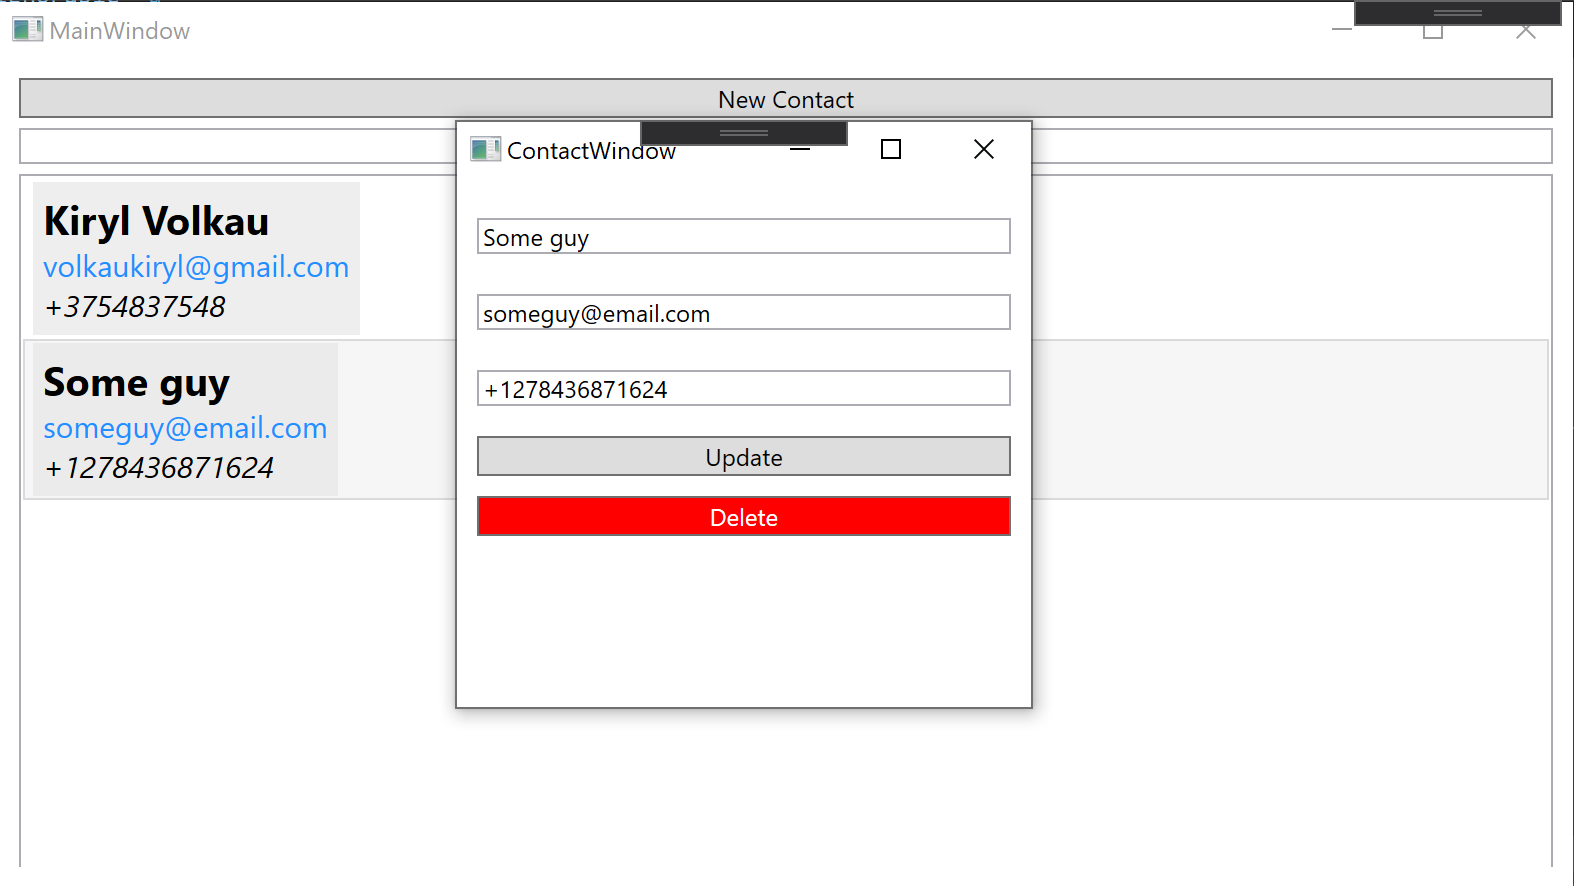 MainWindow
New Contact
Kiryl Volkau
volkaukiryl@gmail.com
+3754837548
Some guy
someguy@email.com
+1278436871624
ContactWindow
Some guy
someguy@email.com
+1278436871624
Update
Delete